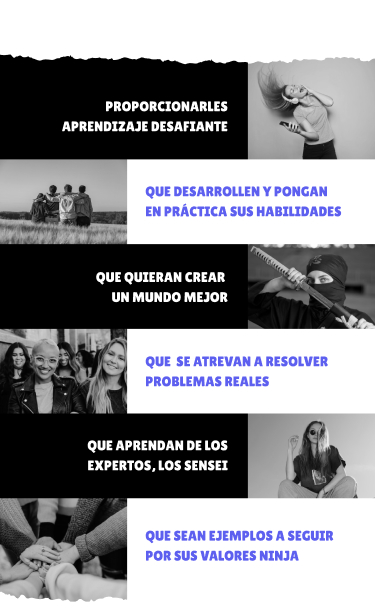 PROPORCIONARLES
APRENDIZAJE DESAFIANTE
QUE DESARROLLEN Y PONGAN
EN PRÁCTICA SUS HABILIDADES
QUE QUIERAN CREAR
UN MUNDO MEJOR
QUE SE ATREVAN A RESOLVER
PROBLEMAS REALES
QUE APRENDAN DE LOS
EXPERTOS, LOS SENSEI
QUE SEAN EJEMPLOS A SEGUIR
POR SUS VALORES NINJA